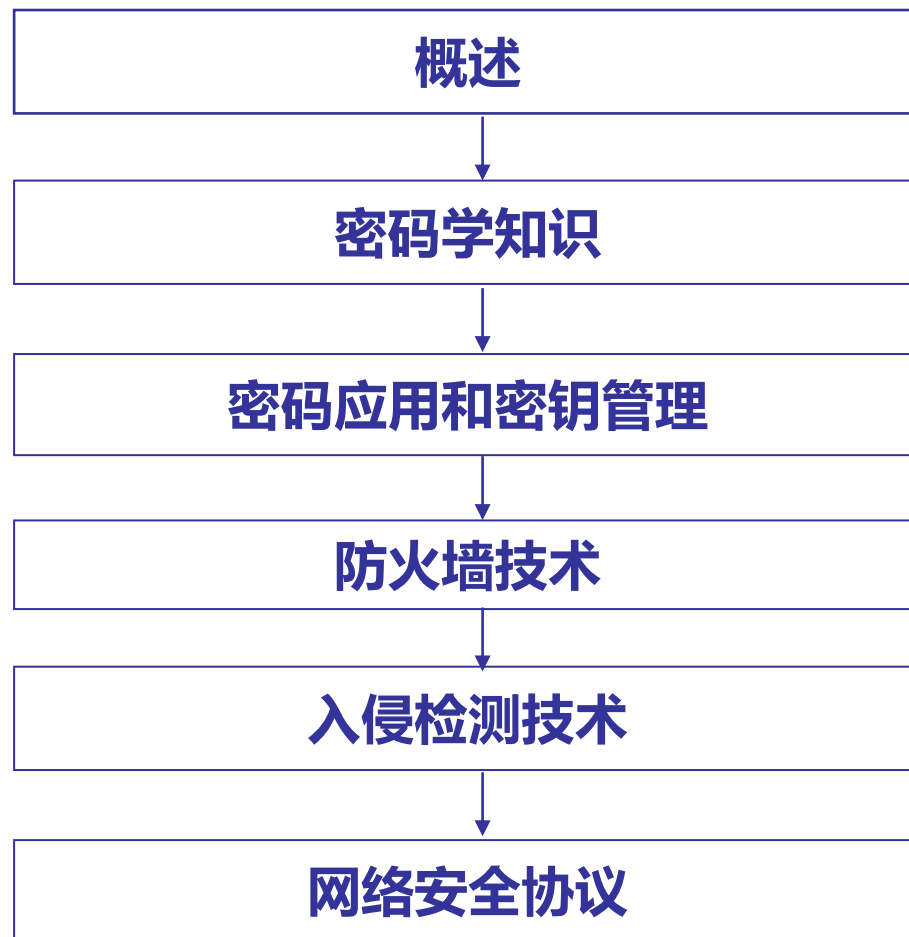 概述
密码学知识
密码应用和密钥管理
防火墙技术
入侵检测技术
网络安全协议